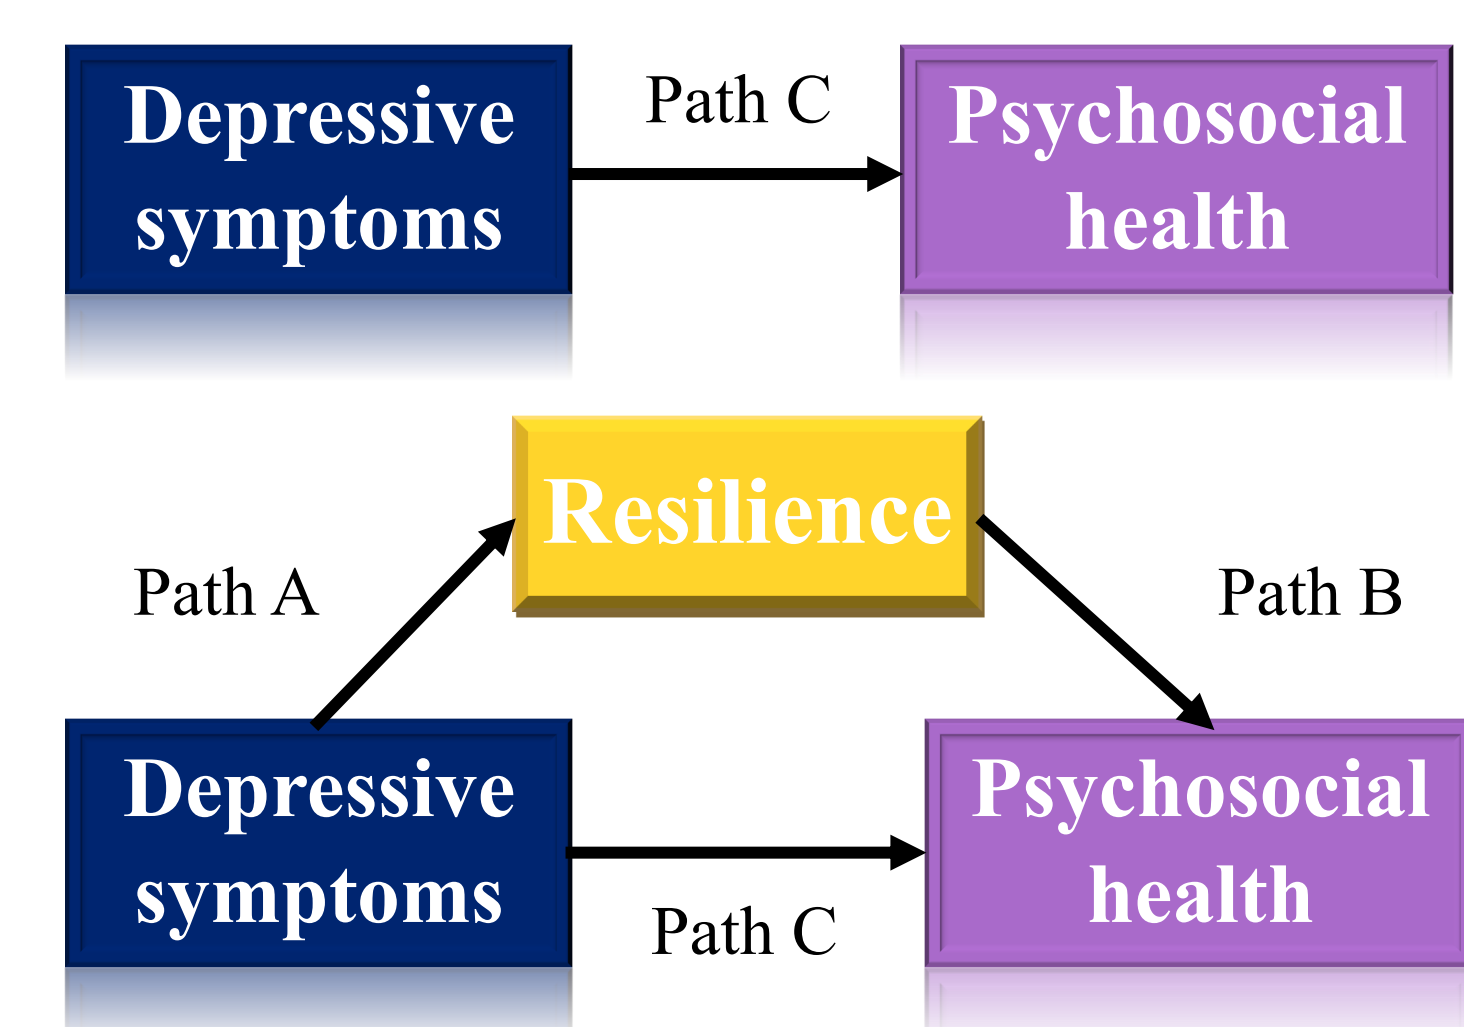 Depressive
symptoms
Path C
Psychosocial
health
Resilience
Path A
Path B
Depressive
symptoms
Path C
Psychosocial
health